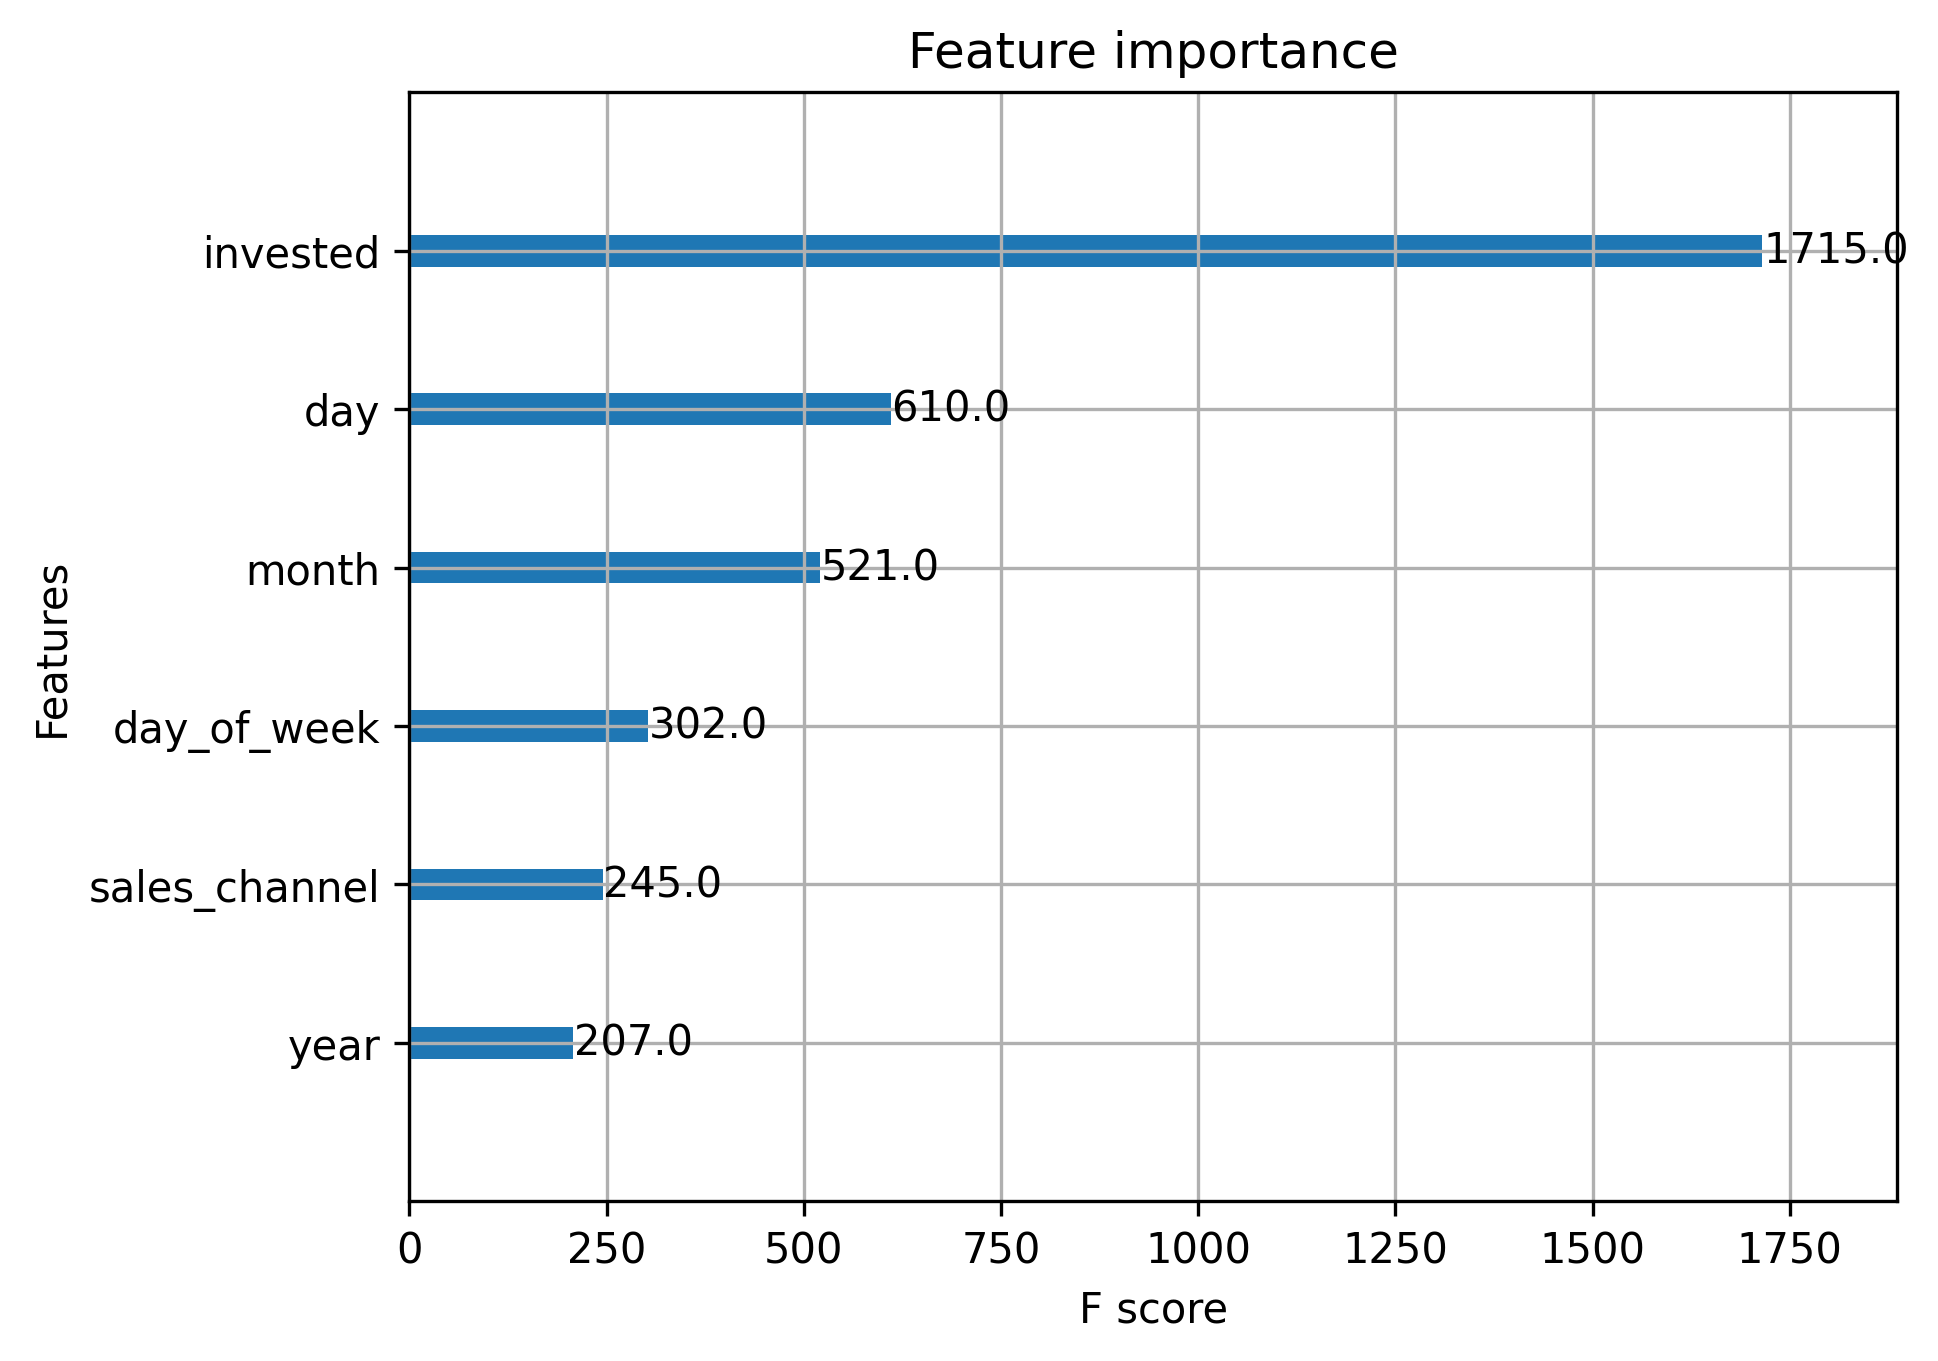 Feature importance
invested
1715.0
day
610.0
month
521.0
day_of_week
302.0
sales_channel
245.0
year
207.0
Features
0 250 500 750 1000 1250 1500 1750
F score